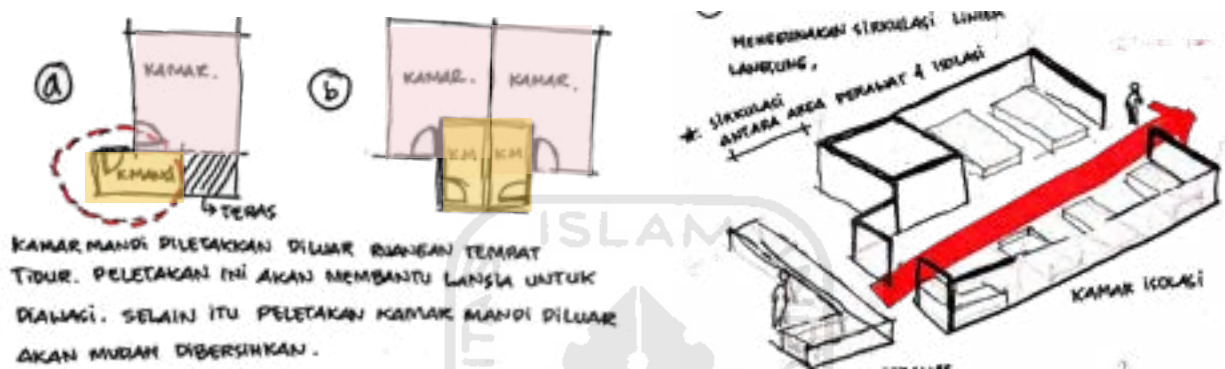 a
KAMAR.
K.MANDI
TERAS
b
KAMAR.
KAMAR.
KM
KM
KAMAR MANDI DILETAKKAN DILUAR RUANGAN TEMPAT
TIDUR. PELETAKAN INI AKAN MEMBANTU LANSIA UNTUK
DIAWASI. SELAIN ITU PELETAKAN KAMAR MANDI DILUAR
AKAN MUDAH DIBERSIHKAN.
MENGGUNAKAN SIRKULASI LINIER
LANGSUNG.
* SIRKULASI
ANTARA AREA PERAWAT & ISOLASI
KAMAR ISOLASI
ISLAM